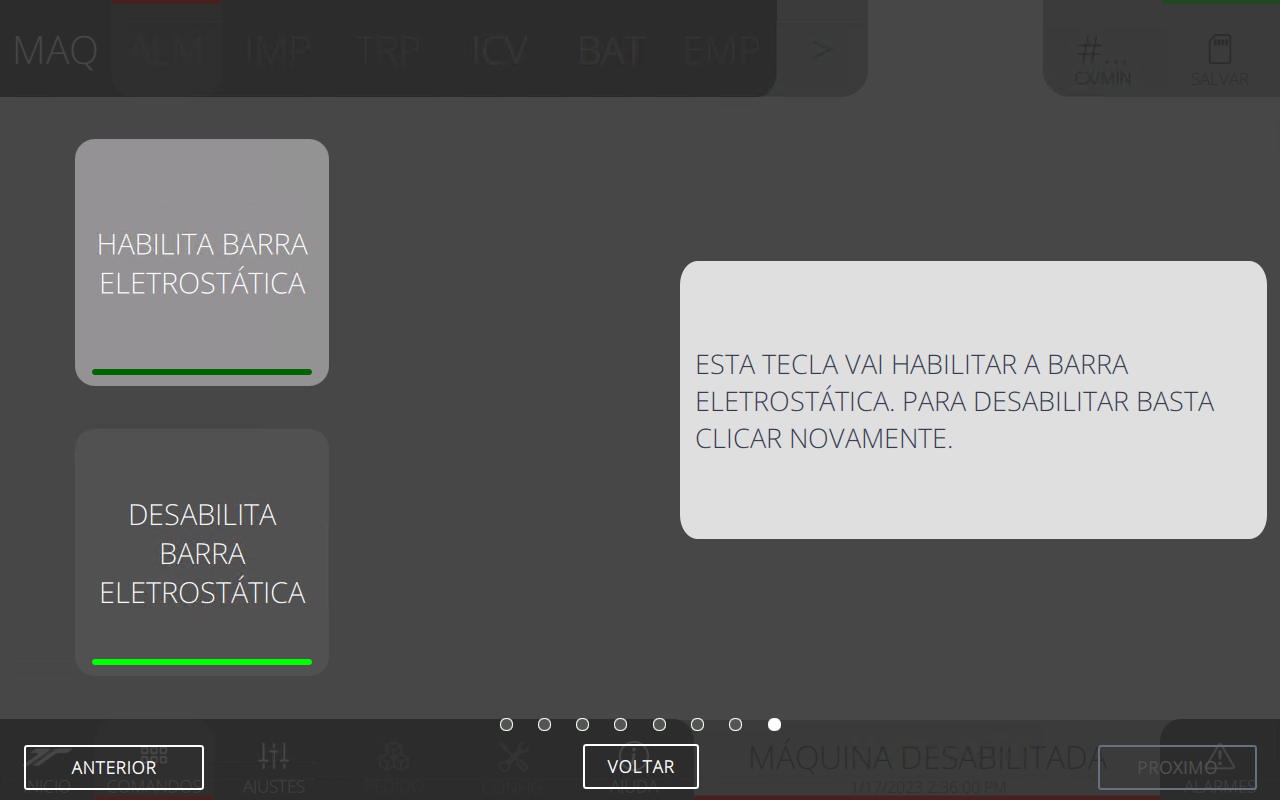 MAQ ALM IMP TRP ICV BAT EMP >
#...
CX/MIN SALVAR
HABILITA BARRA
ELETROSTÁTICA
ESTA TECLA VAI HABILITAR A BARRA
ELETROSTÁTICA. PARA DESABILITAR BASTA
CLICAR NOVAMENTE.
DESABILITA
BARRA
ELETROSTÁTICA
MÁQUINA DESABILITADA
ANTERIOR VOLTAR PROXIMO
INICIO COMANDOS AJUSTES PEDIDO CONFIG AJUDA 1/17/2023 2:36:00 PM ALARMES